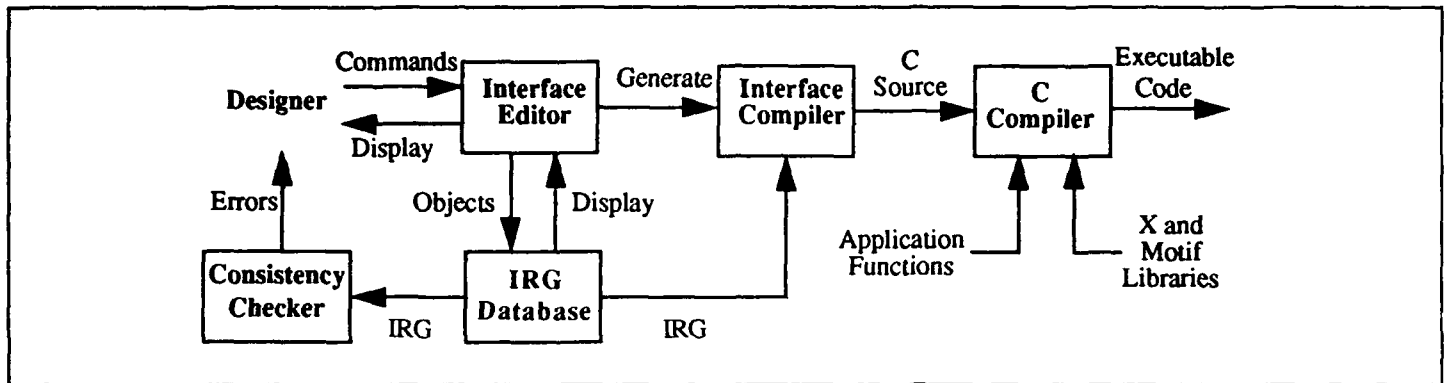 Commands
Designer
Display
Interface
Editor
Generate
Interface
Compiler
C
Source
C
Compiler
Executable
Code
Errors
Objects
Display
Application
Functions
X and
Motif
Libraries
Consistency
Checker
IRG
IRG
Database
IRG